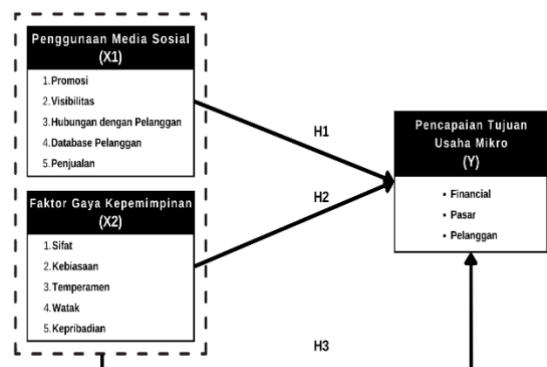 Penggunaan Media Sosial
(X1)
1.Promosi
2.Visibilitas
3.Hubungan dengan Pelanggan
4.Database Pelanggan
5.Penjualan
H1
Pencapaian Tujuan
Usaha Mikro
(Y)
• Financial
• Pasar
• Pelanggan
H2
Faktor Gaya Kepemimpinan
(X2)
1.Sifat
2.Kebiasaan
3.Temperamen
4.Watak
5.Kepribadian
H3